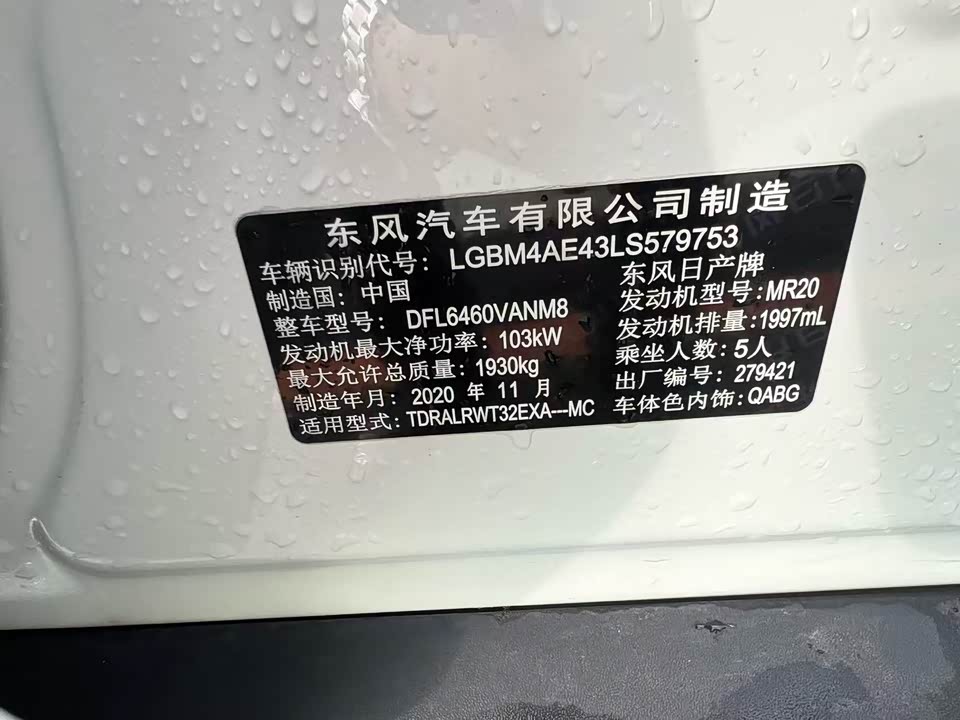 东风汽车有限公司制造
车辆识别代号：LGBM4AE43LS579753
制造国：中国 东风日产牌
整车型号：DFL6460VANM8 发动机型号：MR20
发动机最大净功率：103kW 发动机排量：1997mL
最大允许总质量：1930kg 乘坐人数：5人
制造年月：2020 年 11 月 出厂编号：279421
适用型式：TDRALRWT32EXA---MC 车体色内饰：QABG